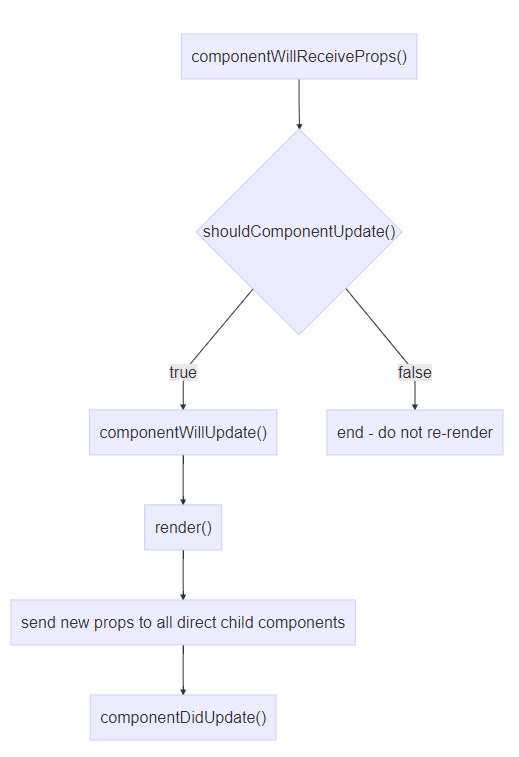 componentWillReceiveProps()
shouldComponentUpdate()
true
false
componentWillUpdate()
end - do not re-render
render()
send new props to all direct child components
componentDidUpdate()